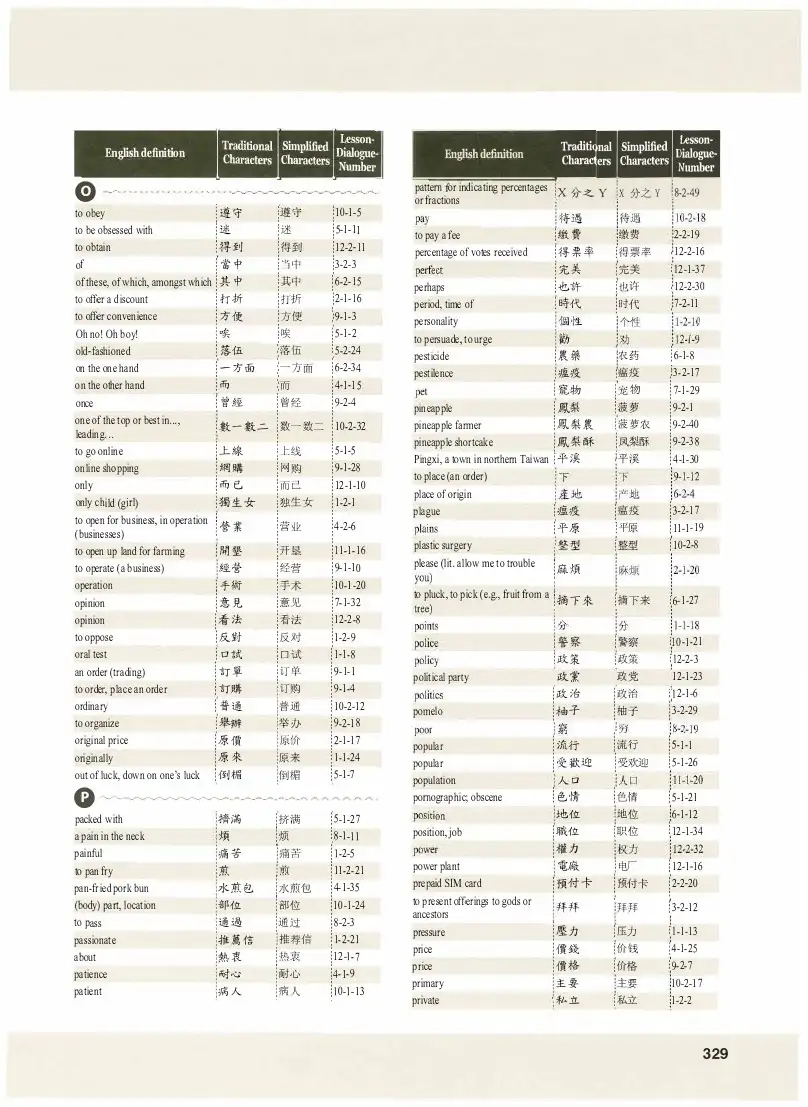 English definition Traditional Characters Simplified Characters Lesson-Dialogue-Number
O
to obey 遵守 遵守 10-1-5
to be obsessed with 迷 迷 5-1-11
to obtain 得到 得到 12-2-11
of 當中 当中 3-2-3
of these, of which, amongst which 其中 其中 6-2-15
to offer a discount 打折 打折 2-1-16
to offer convenience 方便 方便 9-1-3
Oh no! Oh boy! 唉 唉 5-1-2
old-fashioned 落伍 落伍 5-2-24
on the one hand 一方面 一方面 6-2-34
on the other hand 而 而 4-1-15
once 曾經 曾经 9-2-4
one of the top or best in...,
leading... 數一數二 数一数二 10-2-32
to go online 上線 上线 5-1-5
online shopping 網購 网购 9-1-28
only 而已 而已 12-1-10
only child (girl) 獨生女 独生女 1-2-1
to open for business, in operation
(businesses) 營業 营业 4-2-6
to open up land for farming 開墾 开垦 11-1-16
to operate (a business) 經營 经营 9-1-10
operation 手術 手术 10-1-20
opinion 意見 意见 7-1-32
opinion 看法 看法 12-2-8
to oppose 反對 反对 1-2-9
oral test 口試 口试 1-1-8
an order (trading) 訂單 订单 9-1-1
to order, place an order 訂購 订购 9-1-4
ordinary 普通 普通 10-2-12
to organize 舉辦 举办 9-2-18
original price 原價 原价 2-1-17
originally 原來 原来 1-1-24
out of luck, down on one's luck 倒楣 倒楣 5-1-7
P
packed with 擠滿 挤满 5-1-27
a pain in the neck 煩 烦 8-1-11
painful 痛苦 痛苦 1-2-5
to pan fry 煎 煎 11-2-21
pan-fried pork bun 水煎包 水煎包 4-1-35
(body) part, location 部位 部位 10-1-24
to pass 通過 通过 8-2-3
passionate 推薦信 推荐信 1-2-21
about 熱衷 热衷 12-1-7
patience 耐心 耐心 4-1-9
patient 病人 病人 10-1-13
English definition Traditional Characters Simplified Characters Lesson-Dialogue-Number
pattern for indicating percentages
or fractions X 分之 Y X 分之 Y 8-2-49
pay 待遇 待遇 10-2-18
to pay a fee 繳費 缴费 2-2-19
percentage of votes received 得票率 得票率 12-2-16
perfect 完美 完美 12-1-37
perhaps 也許 也许 12-2-30
period, time of 時代 时代 7-2-11
personality 個性 个性 1-2-10
to persuade, to urge 勸 劝 12-1-9
pesticide 農藥 农药 6-1-8
pestilence 瘟疫 瘟疫 3-2-17
pet 寵物 宠物 7-1-29
pineapple 鳳梨 菠萝 9-2-1
pineapple farmer 鳳梨農 菠萝农 9-2-40
pineapple shortcake 鳳梨酥 凤梨酥 9-2-38
Pingxi, a town in northern Taiwan 平溪 平溪 4-1-30
to place (an order) 下 下 9-1-12
place of origin 產地 产地 6-2-4
plague 瘟疫 瘟疫 3-2-17
plains 平原 平原 11-1-19
plastic surgery 整型 整型 10-2-8
please (lit. allow me to trouble
you) 麻煩 麻烦 2-1-20
to pluck, to pick (e.g., fruit from a
tree) 摘下來 摘下来 6-1-27
points 分 分 1-1-18
police 警察 警察 10-1-21
policy 政策 政策 12-2-3
political party 政黨 政党 12-1-23
politics 政治 政治 12-1-6
pomelo 柚子 柚子 3-2-29
poor 窮 穷 8-2-19
popular 流行 流行 5-1-1
popular 受歡迎 受欢迎 5-1-26
population 人口 人口 11-1-20
pornographic; obscene 色情 色情 5-1-21
position 地位 地位 6-1-12
position, job 職位 职位 12-1-34
power 權力 权力 12-2-32
power plant 電廠 电厂 12-1-16
prepaid SIM card 預付卡 预付卡 2-2-20
to present offerings to gods or
ancestors 拜拜 拜拜 3-2-12
pressure 壓力 压力 1-1-13
price 價錢 价钱 4-1-25
price 價格 价格 9-2-7
primary 主要 主要 10-2-17
private 私立 私立 1-2-2
329